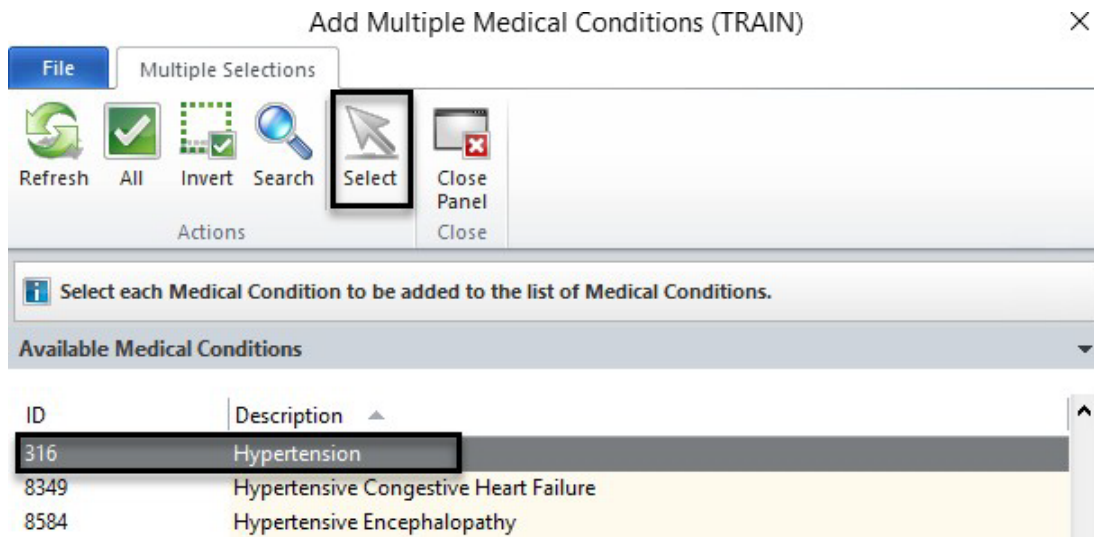 Add Multiple Medical Conditions (TRAIN)
File Multiple Selections
Refresh All Invert Search Select Close Panel
Actions Close
Select each Medical Condition to be added to the list of Medical Conditions.
Available Medical Conditions
ID Description
316 Hypertension
8349 Hypertensive Congestive Heart Failure
8584 Hypertensive Encephalopathy